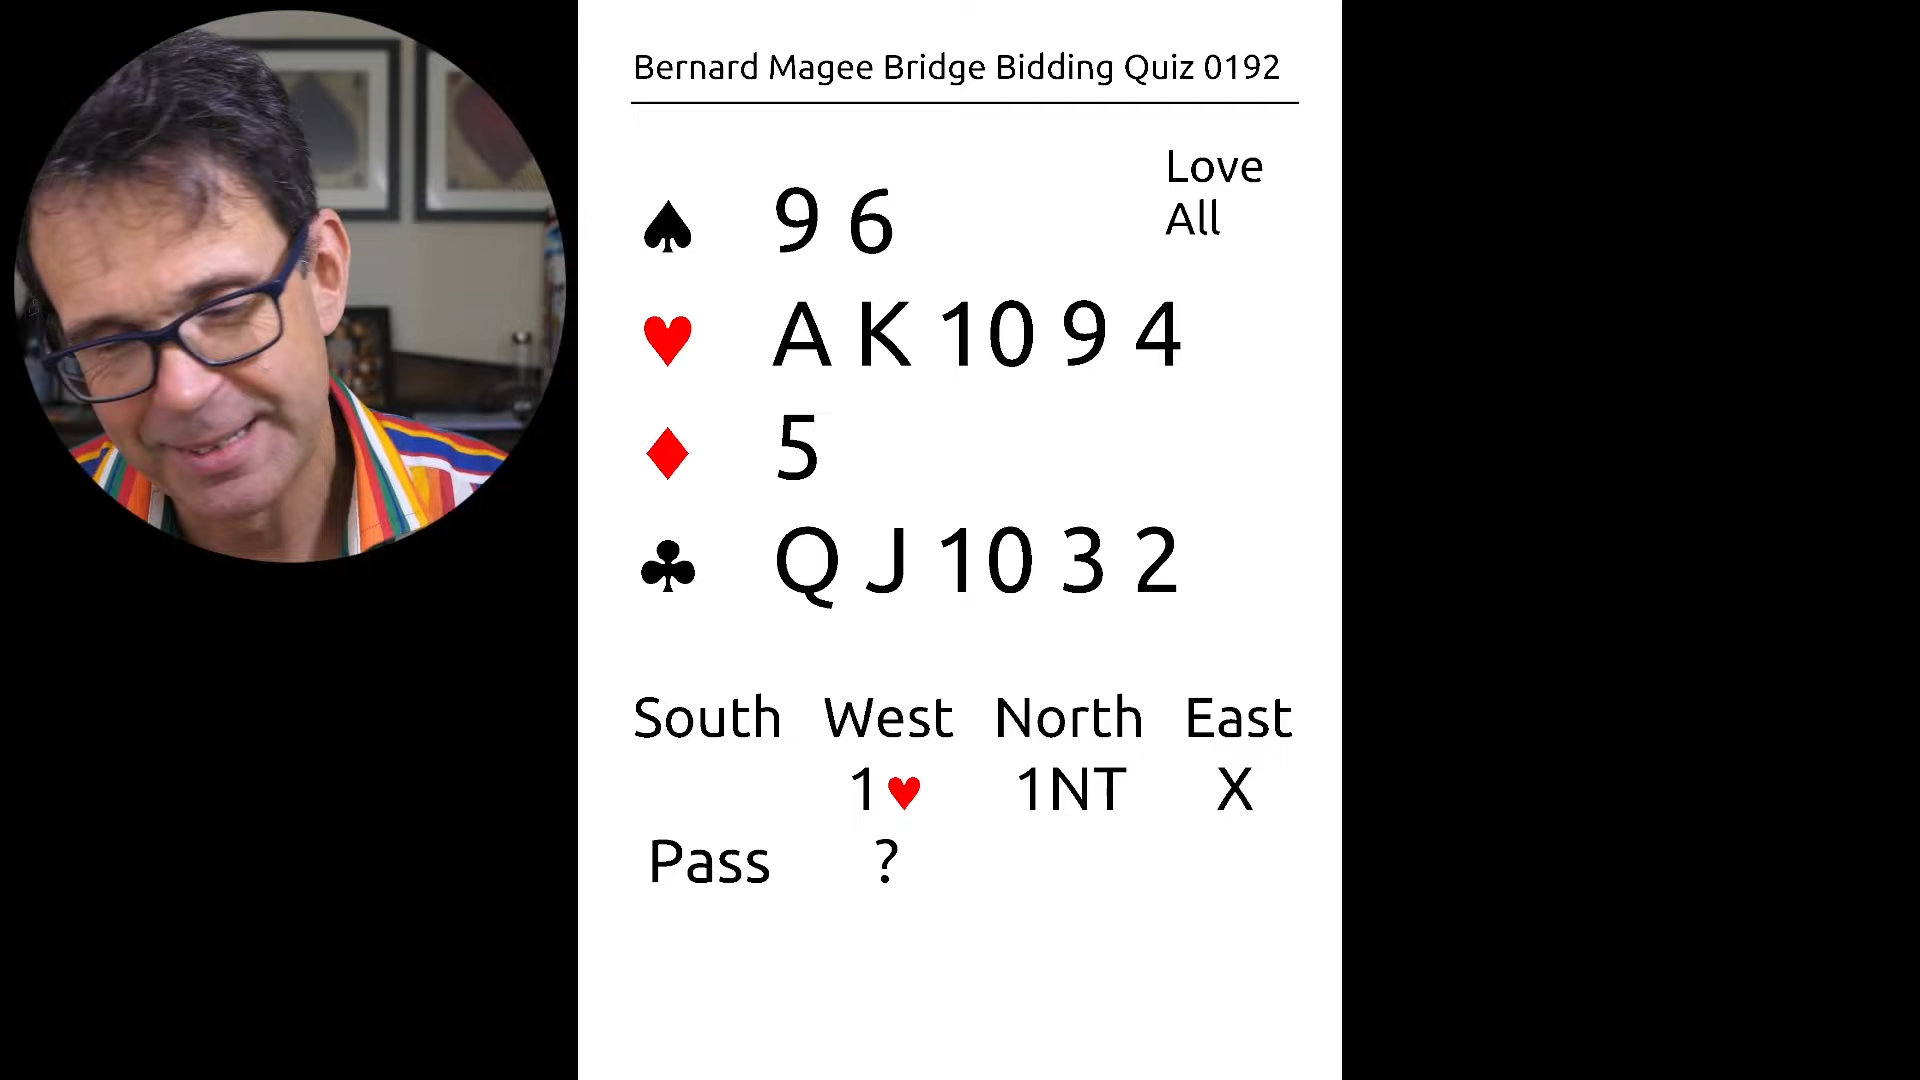 Bernard Magee Bridge Bidding Quiz 0192
Love
All
♠ 9 6
♥ A K 10 9 4
♦ 5
♣ Q J 10 3 2
South West North East
1♥ 1NT X
Pass ?